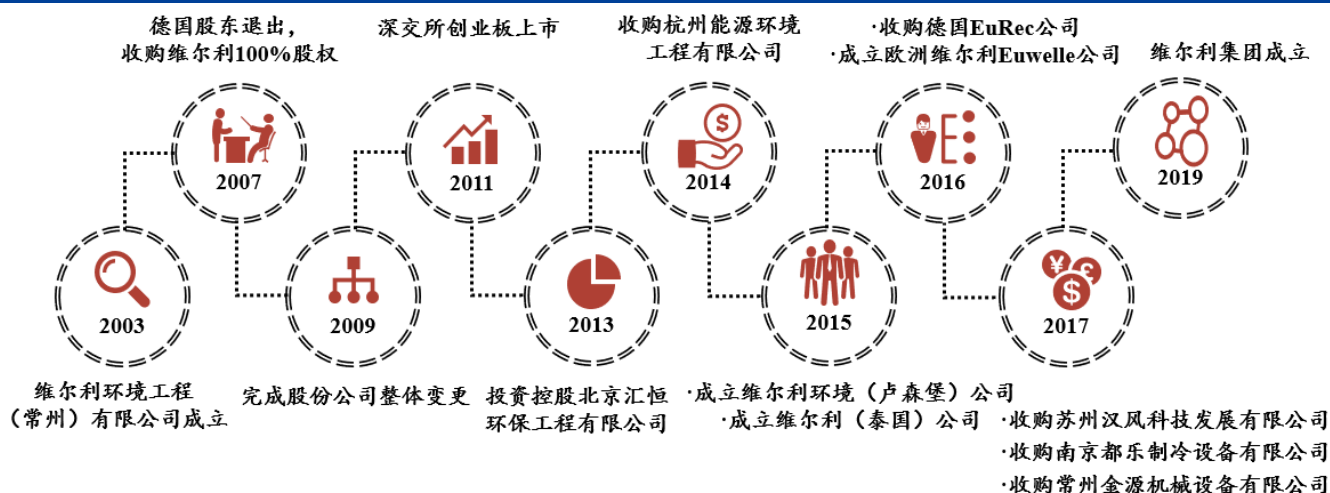 德国股东退出，
收购维尔利100%股权
2007
深交所创业板上市
2011
收购杭州能源环境
工程有限公司
$
2014
·收购德国EuRec公司
·成立欧洲维尔利Euwelle公司
2016
维尔利集团成立
2019
2003
维尔利环境工程
（常州）有限公司成立
2009
完成股份公司整体变更
2013
投资控股北京汇恒
环保工程有限公司
2015
·成立维尔利环境（卢森堡）公司
·成立维尔利（泰国）公司
¥ £
$
2017
·收购苏州汉风科技发展有限公司
·收购南京都乐制冷设备有限公司
·收购常州金源机械设备有限公司